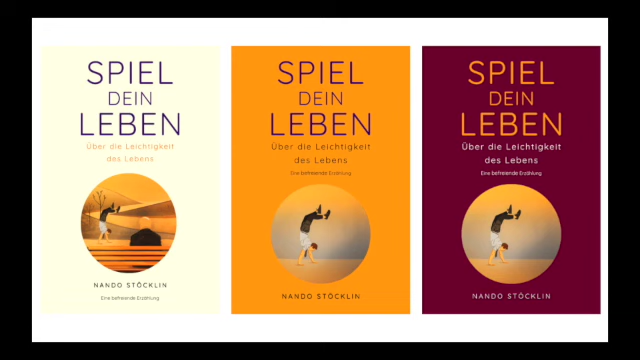 SPIEL
DEIN
LEBEN
Über die Leichtigkeit
des Lebens
NANDO STÖCKLIN
Eine befreiende Erzählung
SPIEL
DEIN
LEBEN
Über die Leichtigkeit
des Lebens
Eine befreiende Erzählung
NANDO STÖCKLIN
SPIEL
DEIN
LEBEN
Über die Leichtigkeit
des Lebens
Eine befreiende Erzählung
NANDO STÖCKLIN